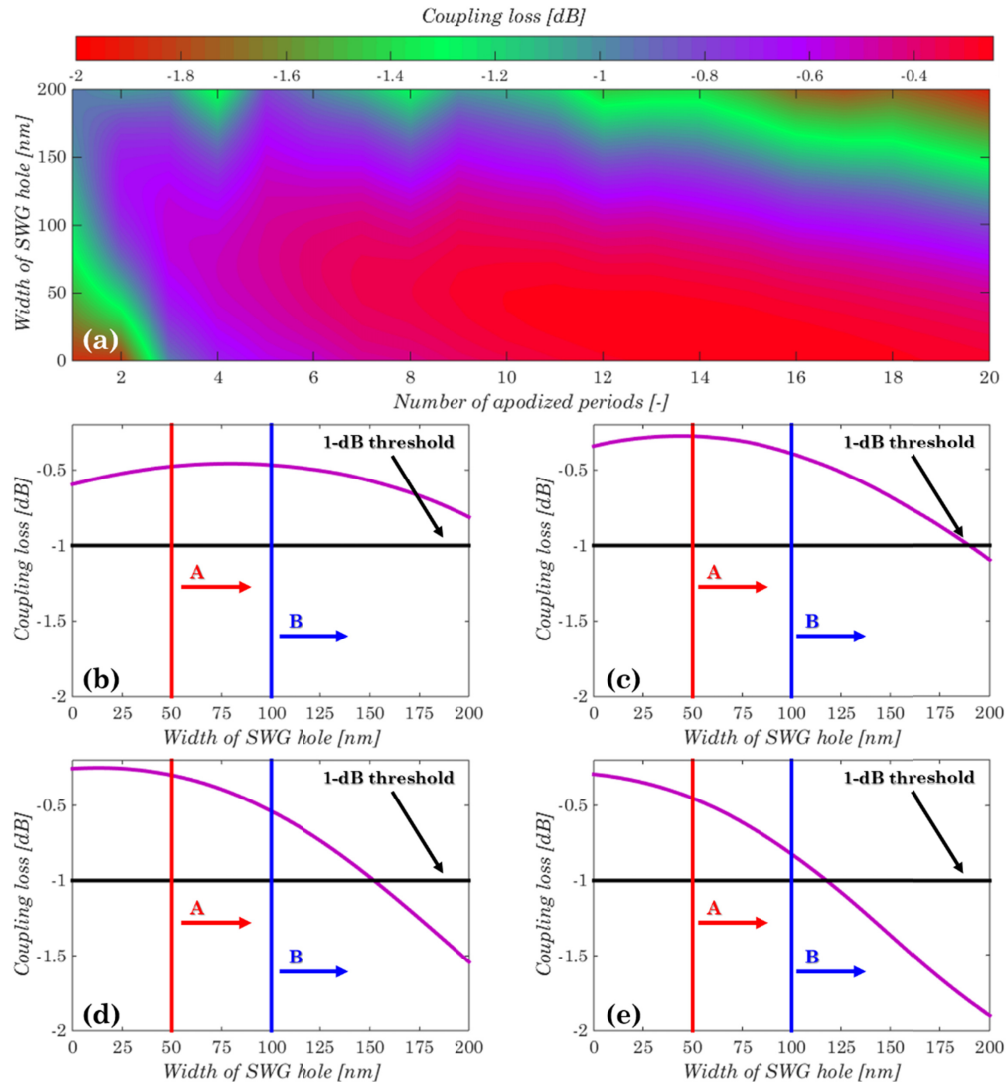 Coupling loss [dB]
-2 -1.8 -1.6 -1.4 -1.2 -1 -0.8 -0.6 -0.4
Width of SWG hole [nm]
200
150
100
50
0
(a)
2 4 6 8 10 12 14 16 18 20
Number of apodized periods [-]
Coupling loss [dB]
1-dB threshold
-0.5
-1
A
-1.5
B
(b)
-2
0 25 50 75 100 125 150 175 200
Width of SWG hole [nm]
Coupling loss [dB]
1-dB threshold
-0.5
-1
A
-1.5
B
(c)
-2
0 25 50 75 100 125 150 175 200
Width of SWG hole [nm]
Coupling loss [dB]
1-dB threshold
-0.5
-1
A
-1.5
B
(d)
-2
0 25 50 75 100 125 150 175 200
Width of SWG hole [nm]
Coupling loss [dB]
1-dB threshold
-0.5
-1
A
-1.5
B
(e)
-2
0 25 50 75 100 125 150 175 200
Width of SWG hole [nm]